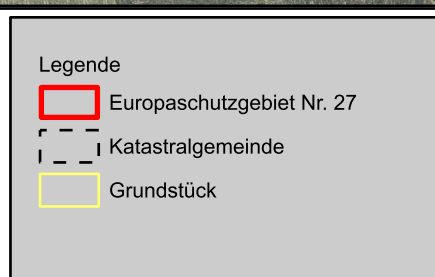 Legende
Europaschutzgebiet Nr. 27
Katastralgemeinde
Grundstück